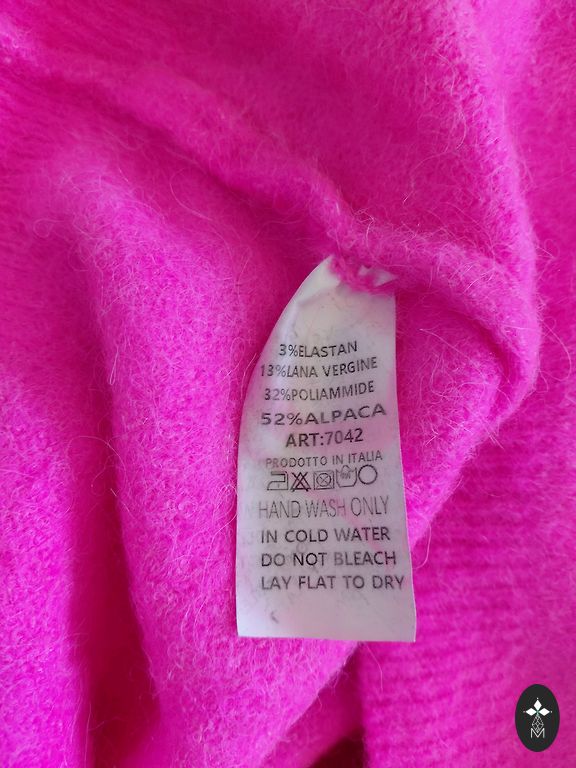 3%ELASTAN
13%LANA VERGINE
32%POLIAMMIDE
52%ALPACA
ART:7042
PRODOTTO IN ITALIA
HAND WASH ONLY
IN COLD WATER
DO NOT BLEACH
LAY FLAT TO DRY
M